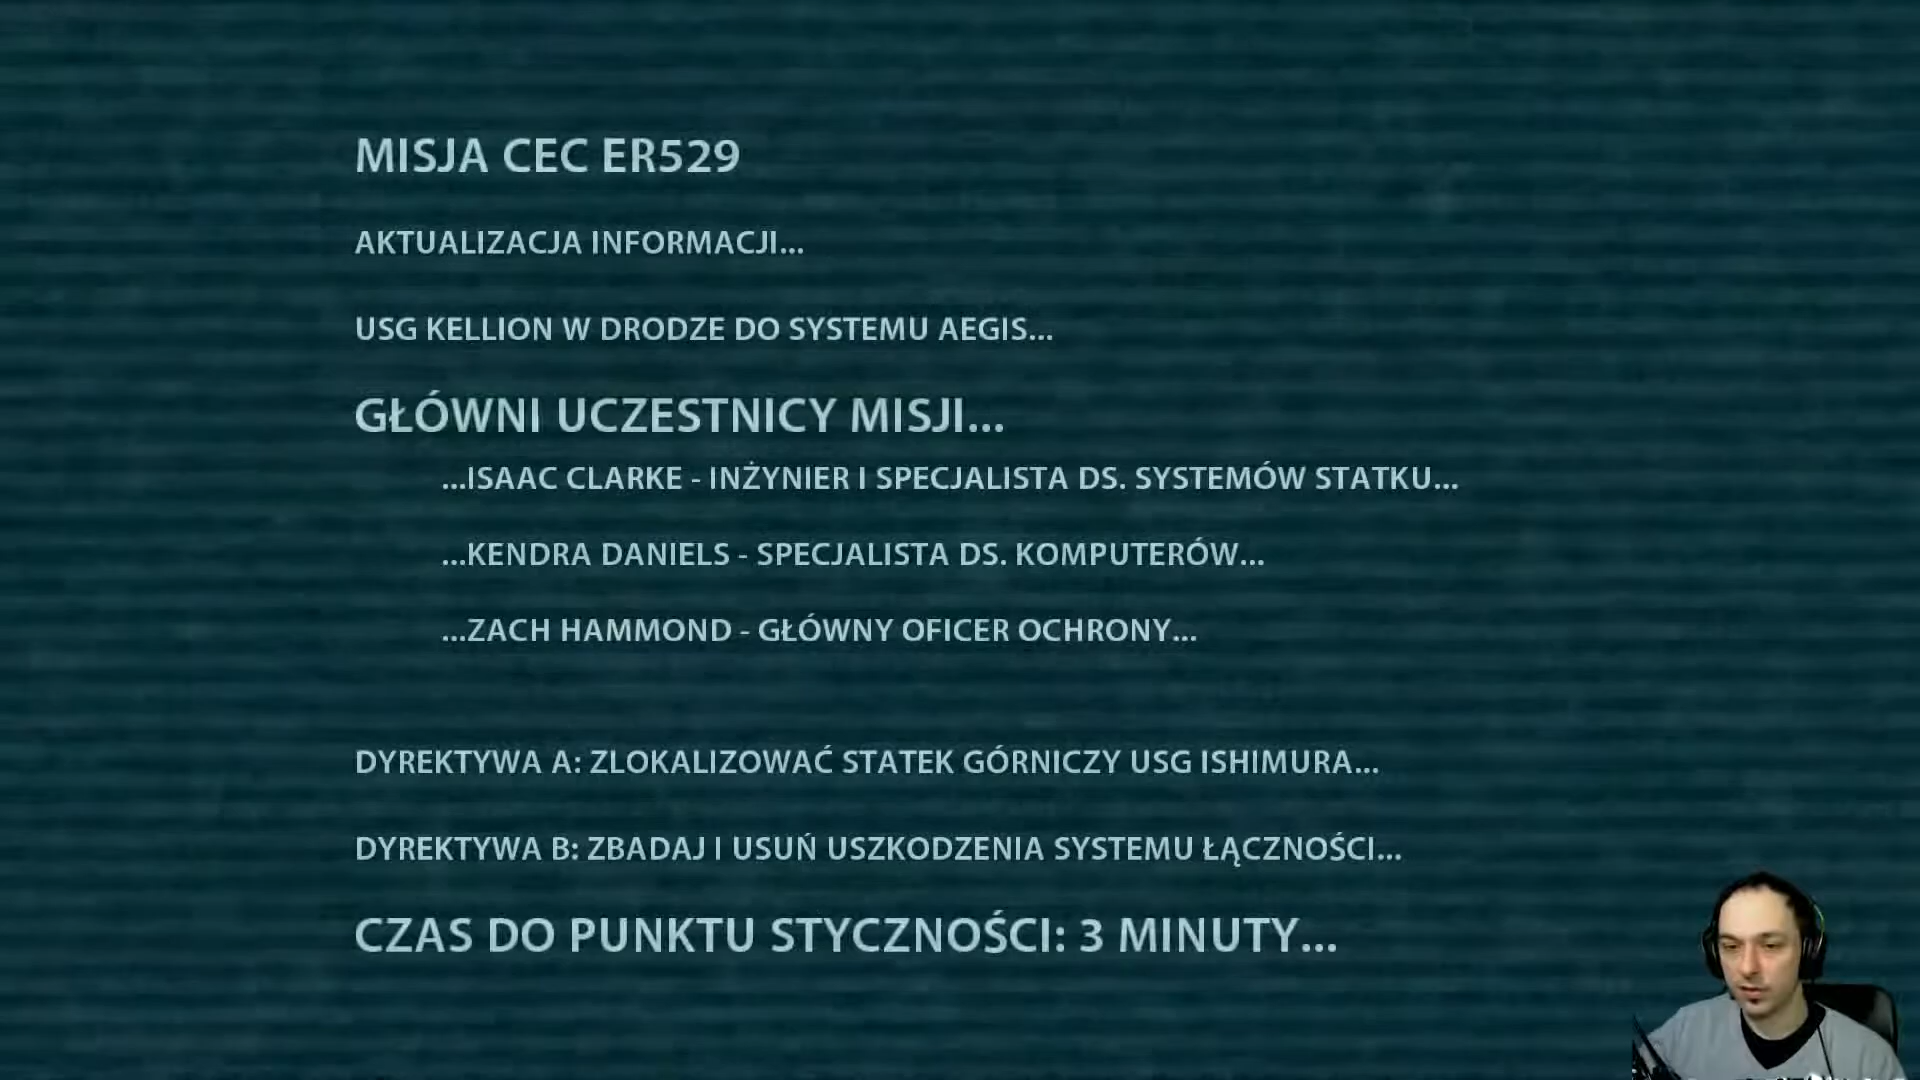 MISJA CEC ER529
AKTUALIZACJA INFORMACJI...
USG KELLION W DRODZE DO SYSTEMU AEGIS...
GŁÓWNI UCZESTNICY MISJI...
...ISAAC CLARKE - INŻYNIER I SPECJALISTA DS. SYSTEMÓW STATKU...
...KENDRA DANIELS - SPECJALISTA DS. KOMPUTERÓW...
...ZACH HAMMOND - GŁÓWNY OFICER OCHRONY...
DYREKTYWA A: ZLOKALIZOWAĆ STATEK GÓRNICZY USG ISHIMURA...
DYREKTYWA B: ZBADAJ I USUŃ USZKODZENIA SYSTEMU ŁĄCZNOŚCI...
CZAS DO PUNKTU STYCZNOŚCI: 3 MINUTY...